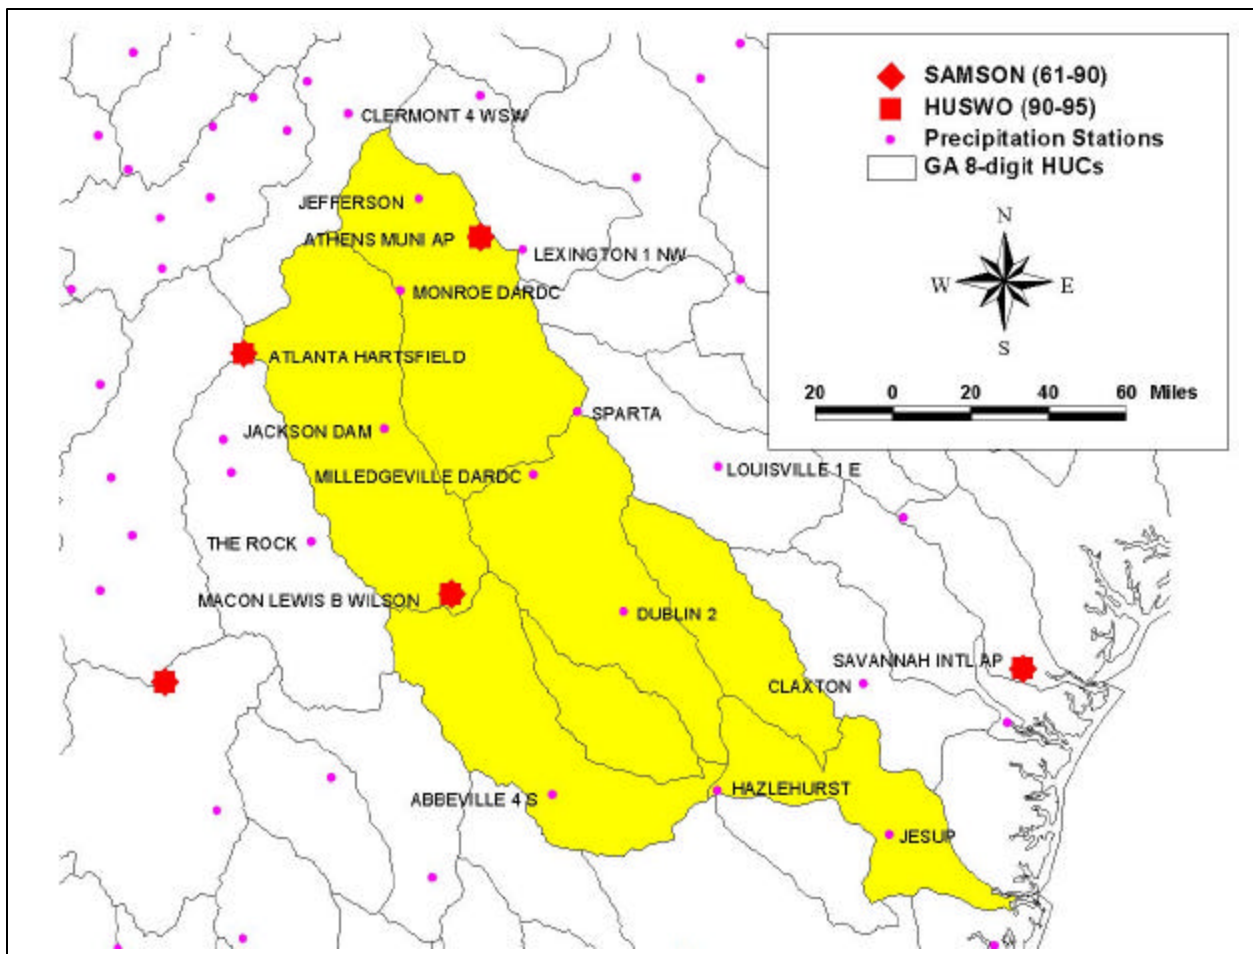 SAMSON (61-90)
HUSWO (90-95)
Precipitation Stations
GA 8-digit HUCs
CLERMONT 4 WSW
JEFFERSON
ATHENS MUNI AP
LEXINGTON 1 NW
N
W
E
S
MONROE DARDC
ATLANTA HARTSFIELD
20 0 20 40 60 Miles
SPARTA
JACKSON DAM
MILLEDGEVILLE DARDC
LOUISVILLE 1 E
THE ROCK
MACON LEWIS B WILSON
DUBLIN 2
SAVANNAH INTL AP
CLAXTON
ABBEVILLE 4 S
HAZLEHURST
JESUP